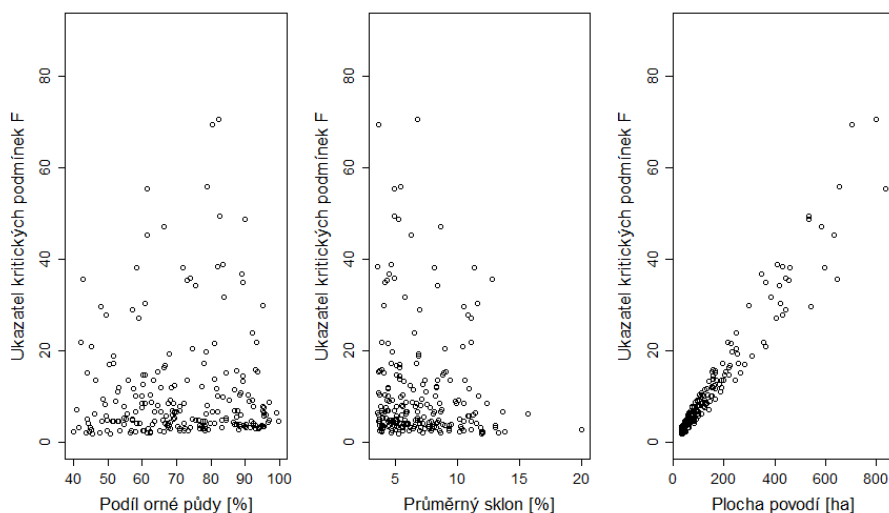 Ukazatel kritických podmínek F
0
20
40
60
80
40 50 60 70 80 90 100
Podíl orné půdy [%]
Ukazatel kritických podmínek F
0
20
40
60
80
5 10 15 20
Průměrný sklon [%]
Ukazatel kritických podmínek F
0
20
40
60
80
0 200 400 600 800
Plocha povodí [ha]